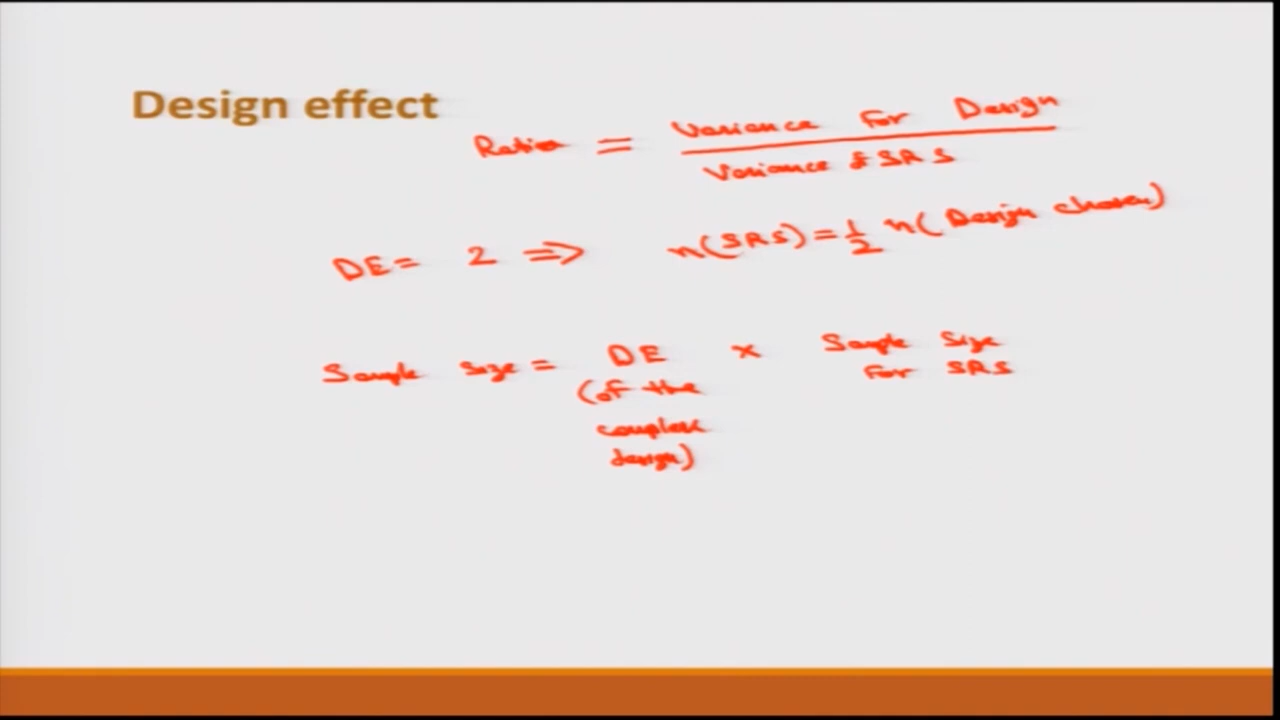 Design effect
Ratio = Variance For Design
Variance of SRS
DE = 2 => n(SRS) = 1/2 n(Design chosen)
Sample Size = DE x Sample Size
(of the For SRS
complex
design)